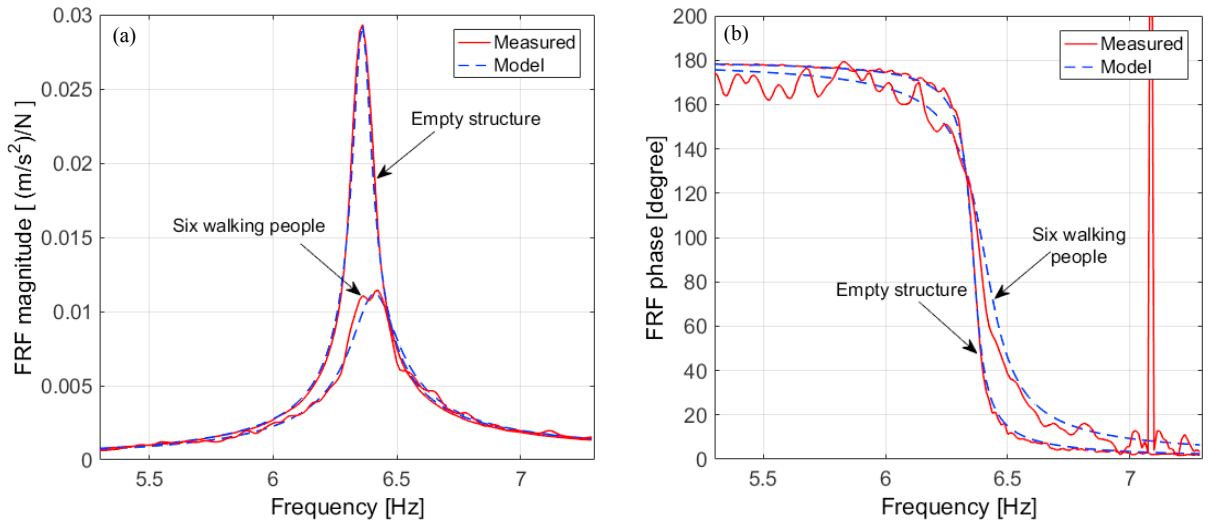 (a)
Measured
Model
Empty structure
Six walking people
FRF magnitude [ (m/s²)/N ]
0.03
0.025
0.02
0.015
0.01
0.005
0
5.5
6
6.5
7
Frequency [Hz]
(b)
Measured
Model
Six walking
people
Empty structure
FRF phase [degree]
200
180
160
140
120
100
80
60
40
20
0
5.5
6
6.5
7
Frequency [Hz]